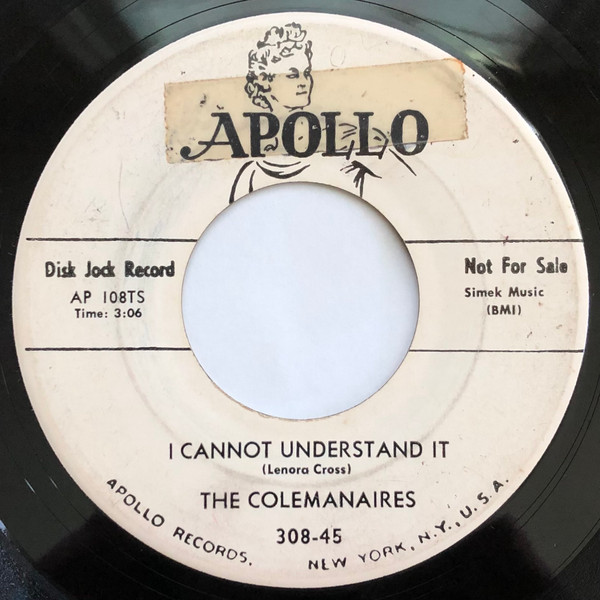 APOLLO
Disk Jock Record
AP 108TS
Time: 3:06
Not For Sale
Simek Music
(BMI)
I CANNOT UNDERSTAND IT
(Lenora Cross)
THE COLEMANAIRES
308-45
APOLLO RECORDS. NEW YORK, N.Y., U.S.A.